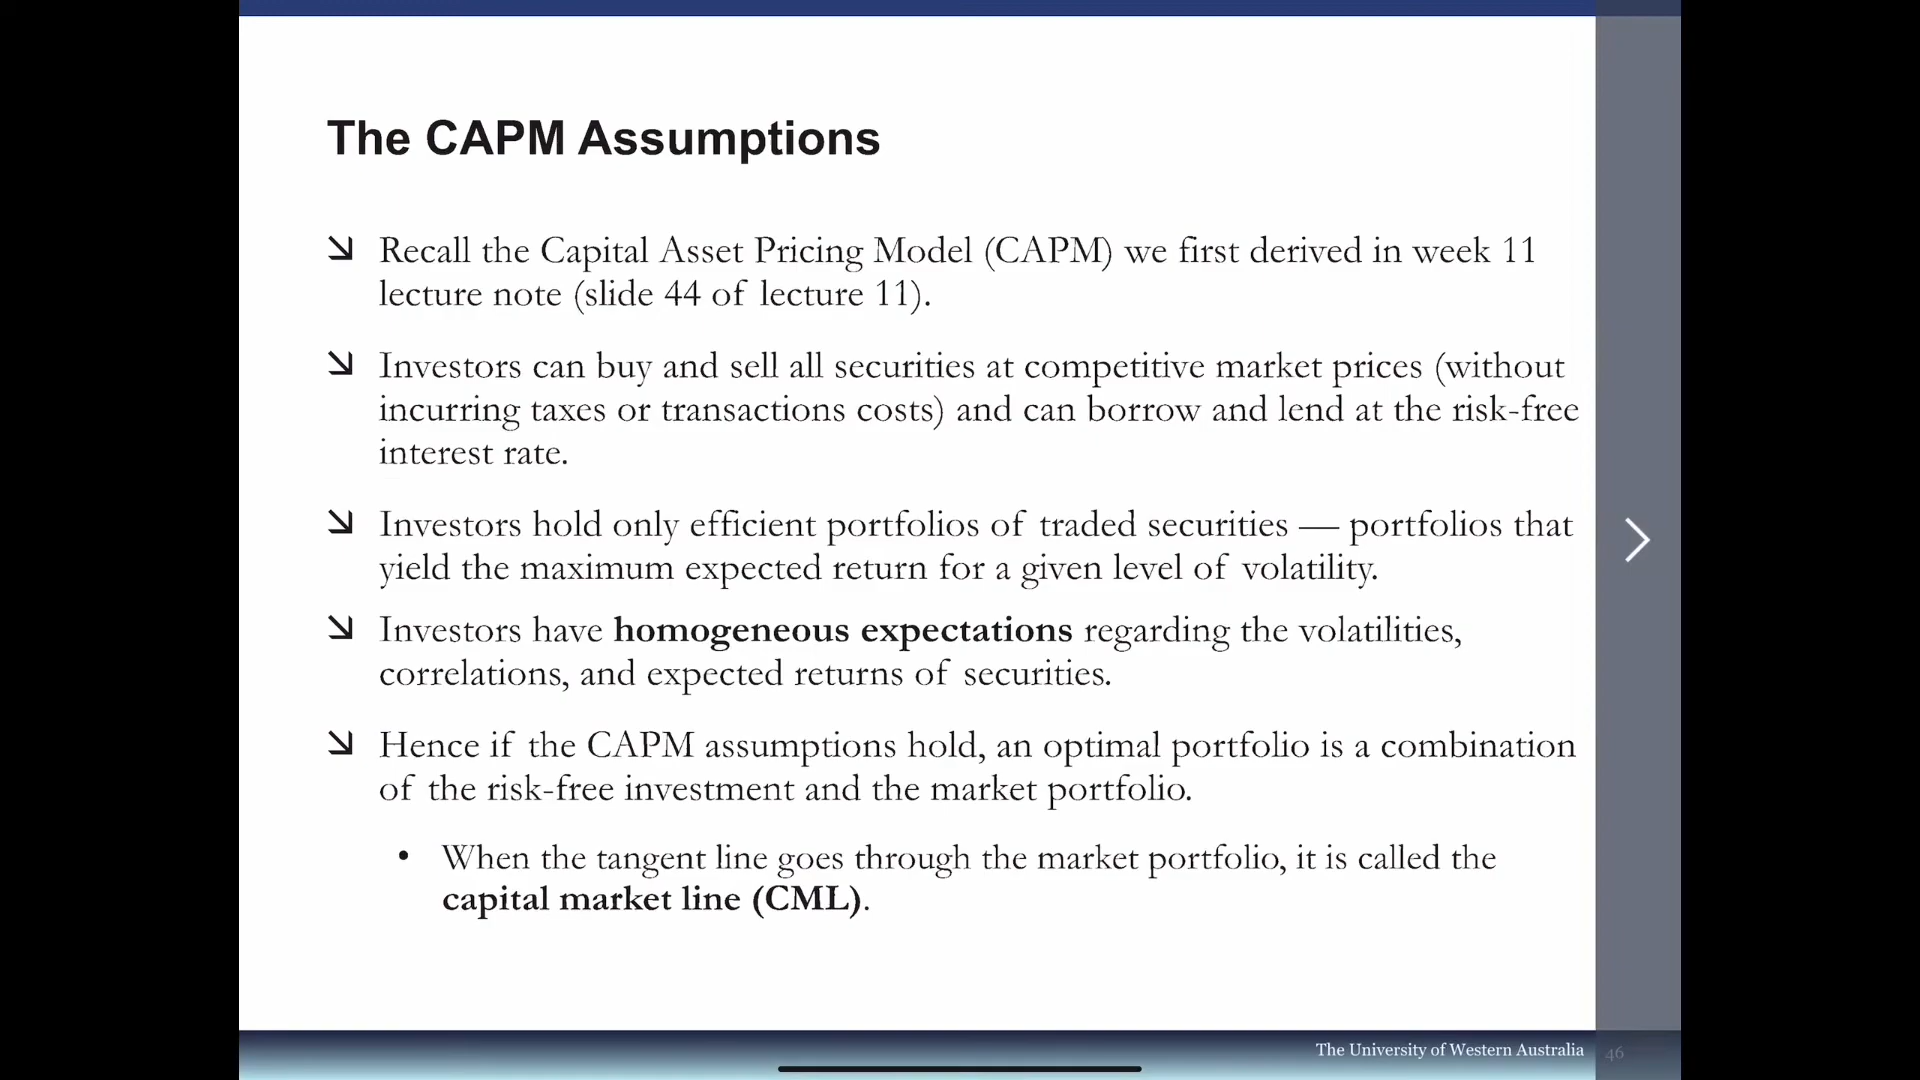 The CAPM Assumptions
Recall the Capital Asset Pricing Model (CAPM) we first derived in week 11
lecture note (slide 44 of lecture 11).
Investors can buy and sell all securities at competitive market prices (without
incurring taxes or transactions costs) and can borrow and lend at the risk-free
interest rate.
Investors hold only efficient portfolios of traded securities — portfolios that
yield the maximum expected return for a given level of volatility.
Investors have homogeneous expectations regarding the volatilities,
correlations, and expected returns of securities.
Hence if the CAPM assumptions hold, an optimal portfolio is a combination
of the risk-free investment and the market portfolio.
• When the tangent line goes through the market portfolio, it is called the
capital market line (CML).
The University of Western Australia
46